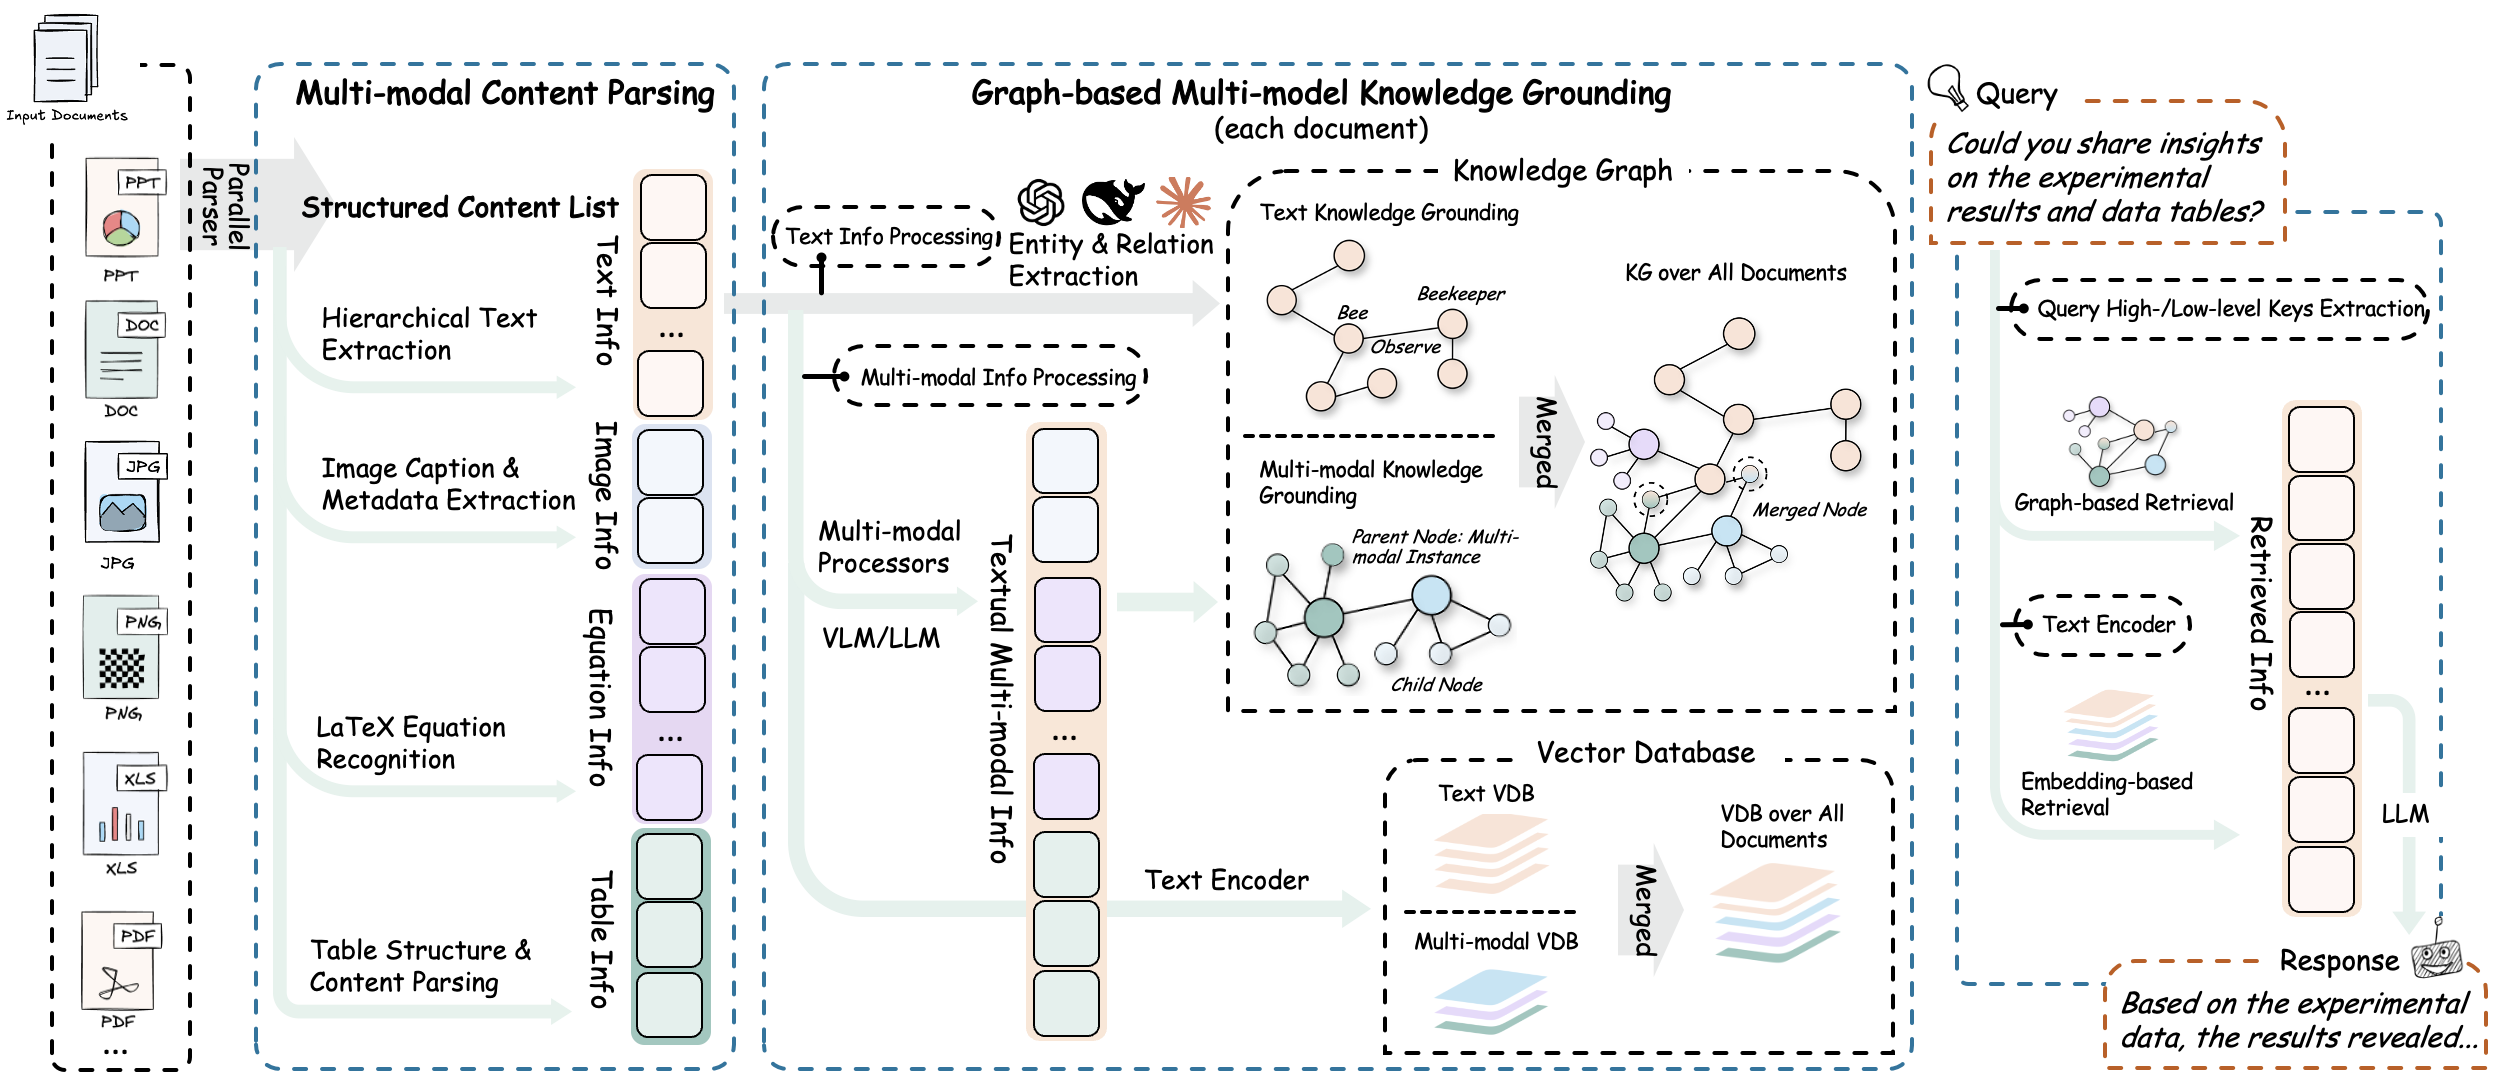 Input Documents
PPT
PPT
DOC
DOC
JPG
JPG
PNG
PNG
XLS
XLS
PDF
PDF
...
Parallel
Parser
Multi-modal Content Parsing
Structured Content List
Hierarchical Text
Extraction
Image Caption &
Metadata Extraction
LaTeX Equation
Recognition
Table Structure &
Content Parsing
Text Info
...
Image Info
Equation Info
...
Table Info
Graph-based Multi-model Knowledge Grounding
(each document)
Text Info Processing
Entity & Relation
Extraction
Multi-modal Info Processing
Multi-modal
Processors
VLM/LLM
Textual Multi-modal Info
...
Text Encoder
Knowledge Graph
Text Knowledge Grounding
Bee
Beekeeper
Observe
Multi-modal Knowledge
Grounding
Parent Node: Multi-
modal Instance
Child Node
Merged
KG over All Documents
Merged Node
Vector Database
Text VDB
Multi-modal VDB
Merged
VDB over All
Documents
Query
Could you share insights
on the experimental
results and data tables?
Query High-/Low-level Keys Extraction
Graph-based Retrieval
Text Encoder
Embedding-based
Retrieval
Retrieved Info
...
LLM
Response
Based on the experimental
data, the results revealed...